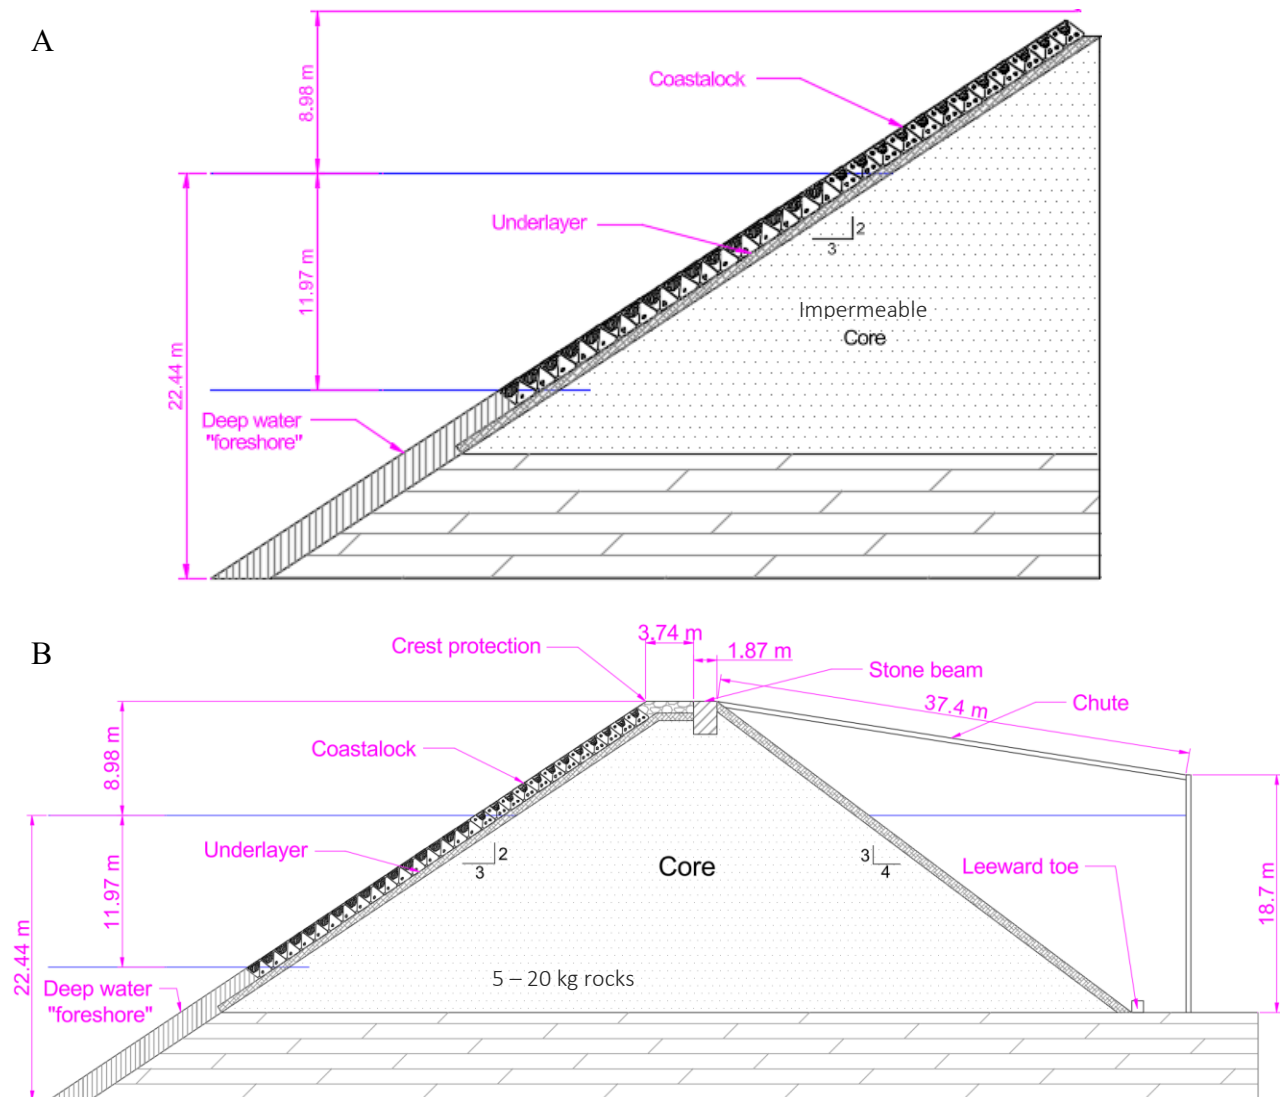 A
8.98 m
Coastalock
Underlayer
2
3
11.97 m
Impermeable
Core
22.44 m
Deep water
"foreshore"
B
Crest protection
3.74 m
1.87 m
Stone beam
37.4 m
Chute
8.98 m
Coastalock
Underlayer
2
3
Core
3
4
Leeward toe
11.97 m
18.7 m
22.44 m
5 – 20 kg rocks
Deep water
"foreshore"